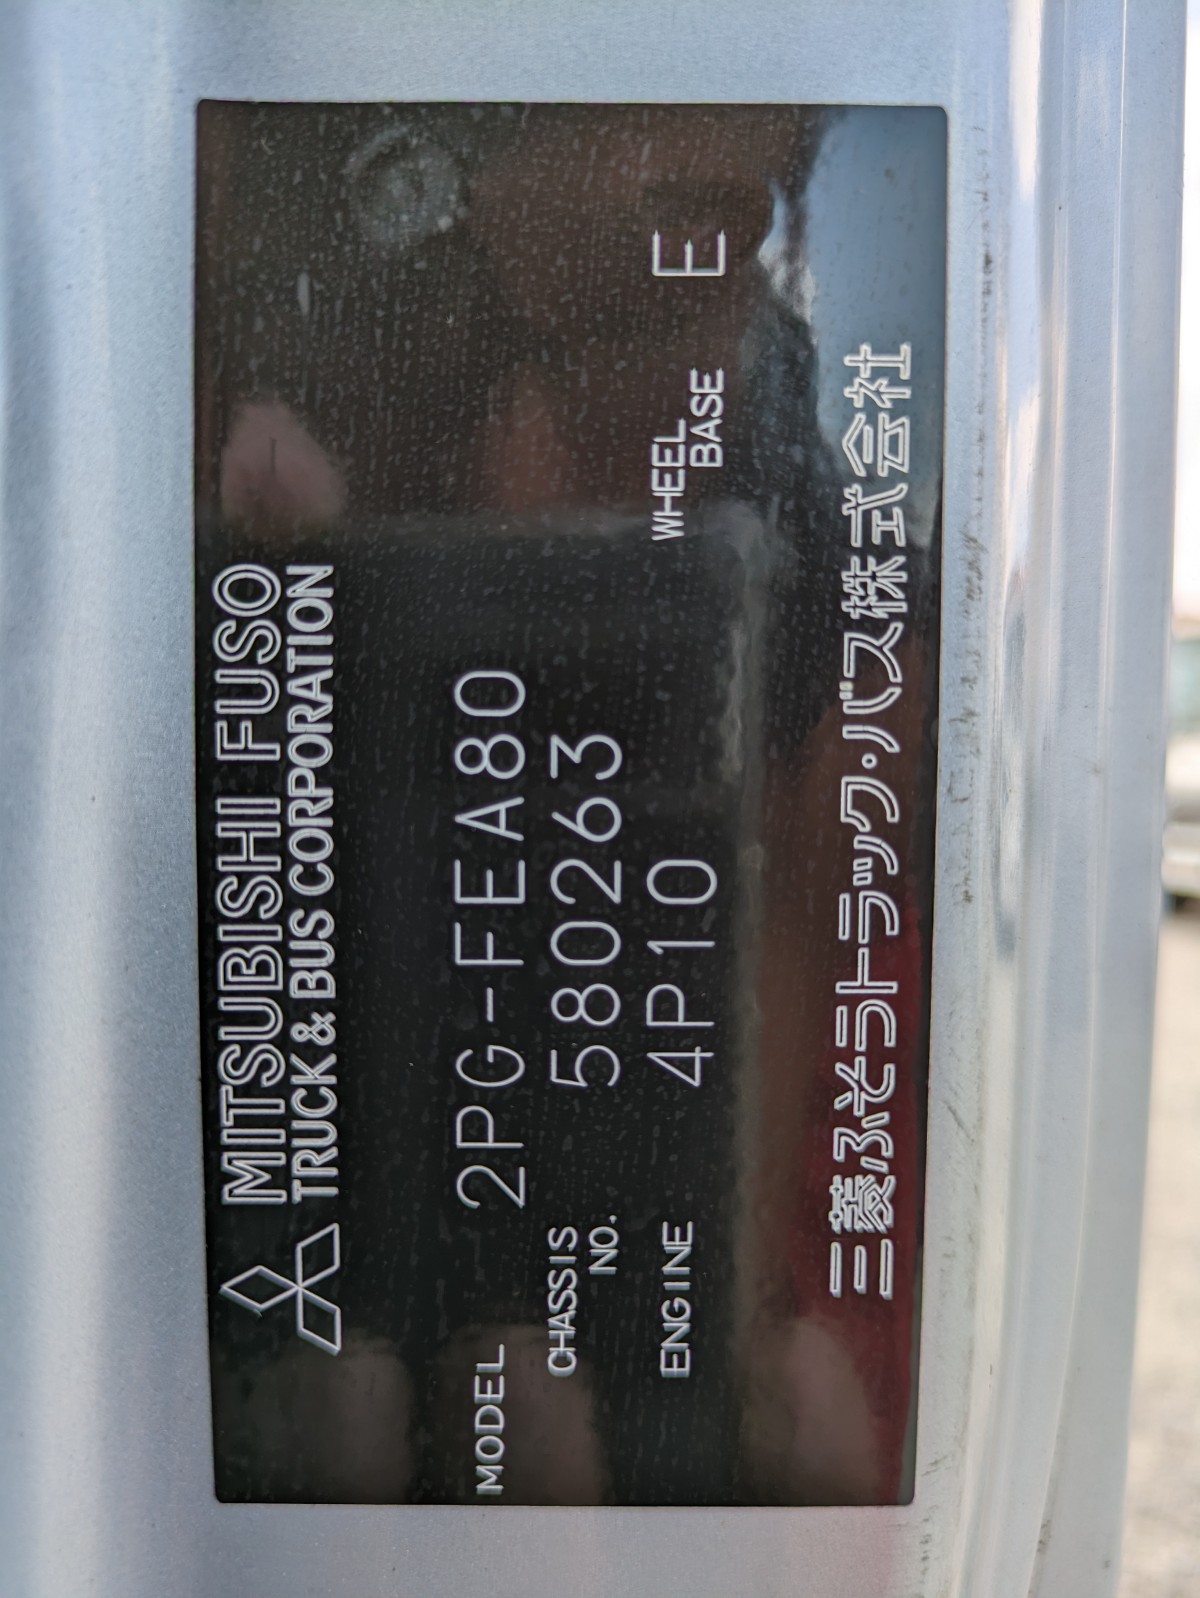 MITSUBISHI FUSO
TRUCK & BUS CORPORATION
MODEL 2PG-FEA80
CHASSIS NO. 580263
ENGINE 4P10
WHEEL BASE E
三菱ふそうトラック・バス株式会社